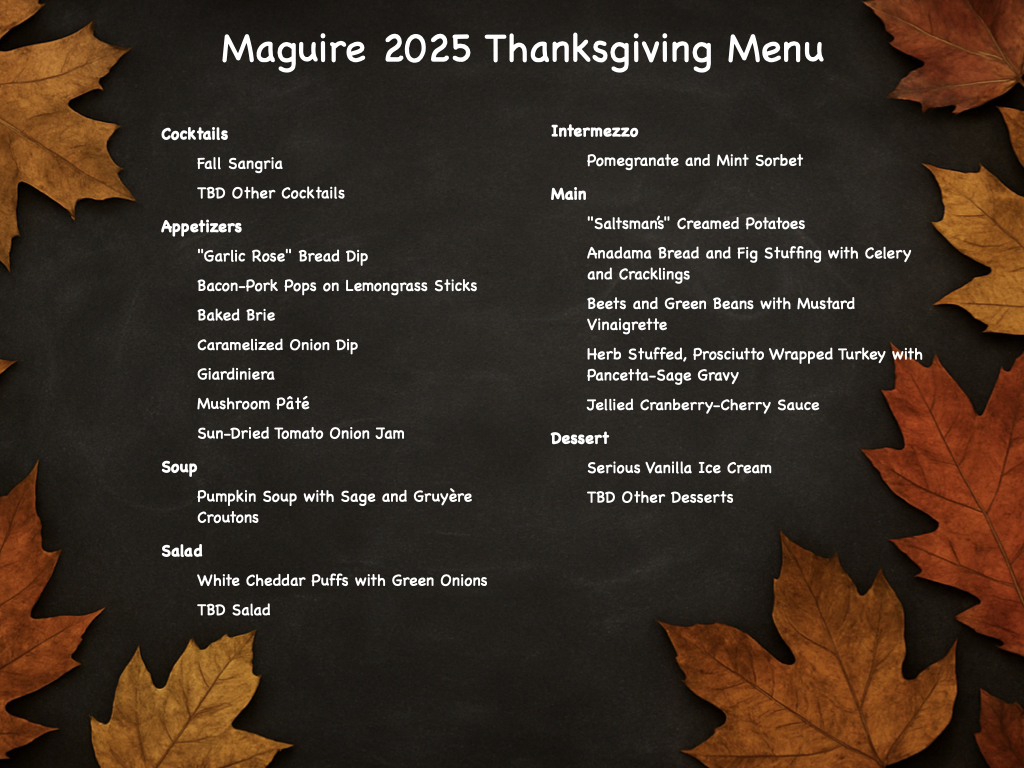 Maguire 2025 Thanksgiving Menu
Cocktails
Fall Sangria
TBD Other Cocktails
Appetizers
"Garlic Rose" Bread Dip
Bacon-Pork Pops on Lemongrass Sticks
Baked Brie
Caramelized Onion Dip
Giardiniera
Mushroom Pâté
Sun-Dried Tomato Onion Jam
Soup
Pumpkin Soup with Sage and Gruyère
Croutons
Salad
White Cheddar Puffs with Green Onions
TBD Salad
Intermezzo
Pomegranate and Mint Sorbet
Main
"Saltsman's" Creamed Potatoes
Anadama Bread and Fig Stuffing with Celery
and Cracklings
Beets and Green Beans with Mustard
Vinaigrette
Herb Stuffed, Prosciutto Wrapped Turkey with
Pancetta-Sage Gravy
Jellied Cranberry-Cherry Sauce
Dessert
Serious Vanilla Ice Cream
TBD Other Desserts